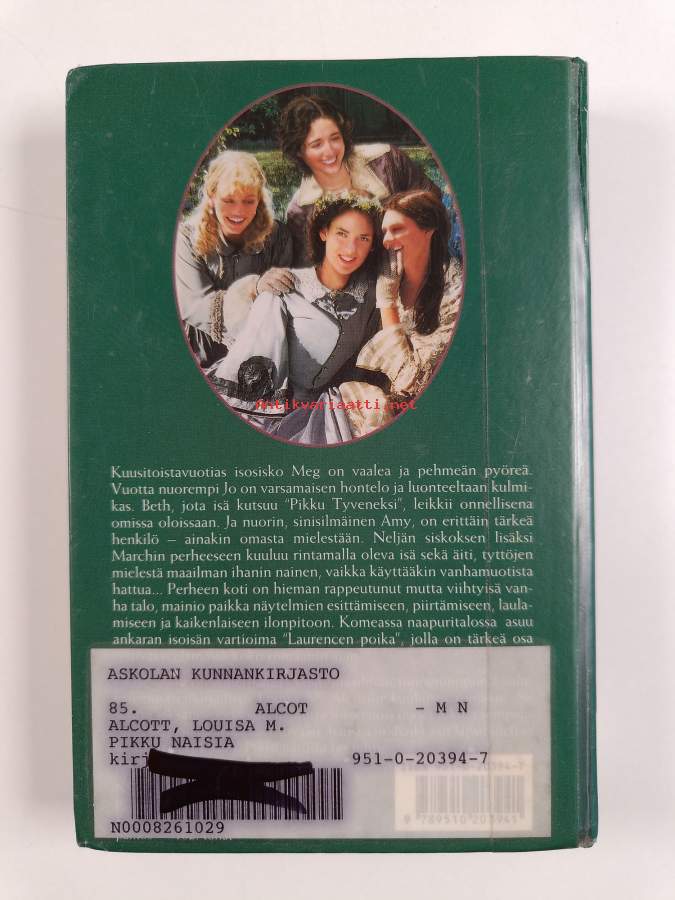 Antikvariaatti.net
Kuusitoistavuotias isosisko Meg on vaalea ja pehmeän pyöreä.
Vuotta nuorempi Jo on varsamaisen hontelo ja luonteeltaan kulmi-
kas. Beth, jota isä kutsuu "Pikku Tyveneksi", leikkii onnellisena
omissa oloissaan. Ja nuorin, sinisilmäinen Amy, on erittäin tärkeä
henkilö – ainakin omasta mielestään. Neljän siskoksen lisäksi
Marchin perheeseen kuuluu rintamalla oleva isä sekä äiti, tyttöjen
mielestä maailman ihanin nainen, vaikka käyttääkin vanhamuotista
hattua... Perheen koti on hieman rappeutunut mutta viihtyisä van-
ha talo, mainio paikka näytelmien esittämiseen, piirtämiseen, laula-
miseen ja kaikenlaiseen ilonpitoon. Komeassa naapuritalossa asuu
ankaran isoisän vartioima "Laurencen poika", jolla on tärkeä osa
ASKOLAN KUNNANKIRJASTO
85. ALCOT - M N
ALCOTT, LOUISA M.
PIKKU NAISIA
kirj 951-0-20394-7
N0008261029
9 789510 203941